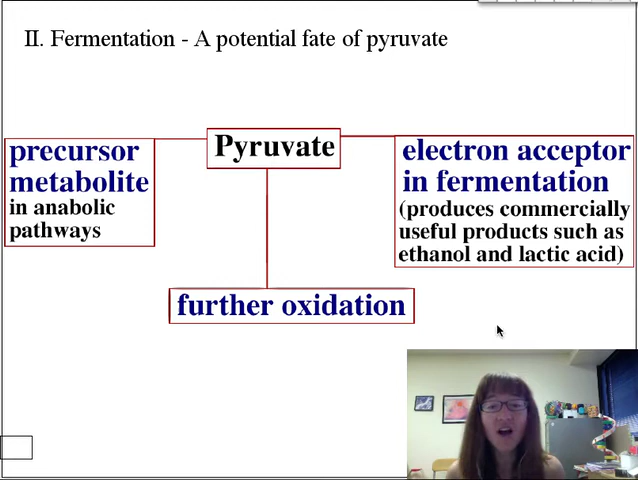 II. Fermentation - A potential fate of pyruvate
Pyruvate
precursor
metabolite
in anabolic
pathways
electron acceptor
in fermentation
(produces commercially
useful products such as
ethanol and lactic acid)
further oxidation